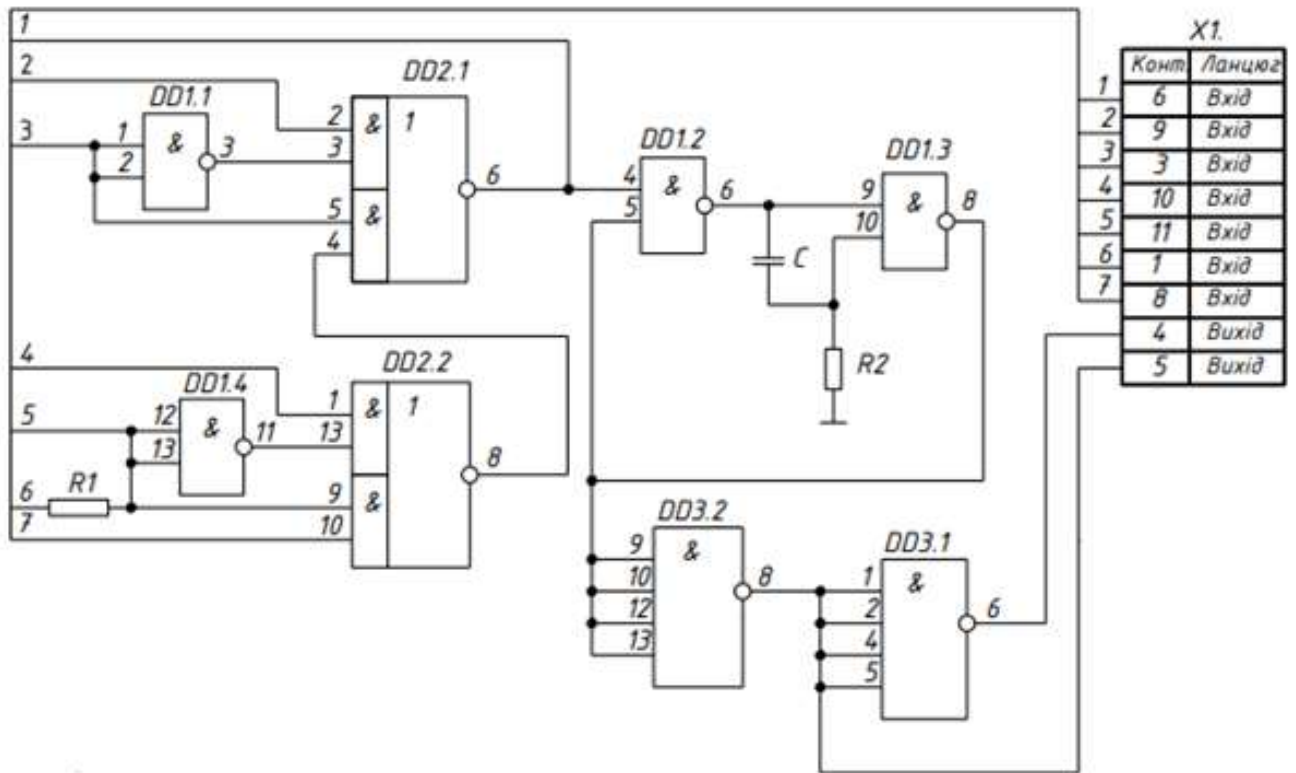 1
2
3
DD1.1
1
2
&
3
DD2.1
2
3
5
4
&
1
&
6
DD1.2
4
5
&
6
C
R2
DD1.3
9
10
&
8
4
5
6
7
R1
DD1.4
12
13
&
11
DD2.2
1
13
9
10
&
1
&
8
DD3.2
9
10
12
13
&
8
DD3.1
1
2
4
5
&
6
X1.
Конт. Ланцюг
1 6 Вхід
2 9 Вхід
3 3 Вхід
4 10 Вхід
5 11 Вхід
6 1 Вхід
7 8 Вхід
4 Вихід
5 Вихід